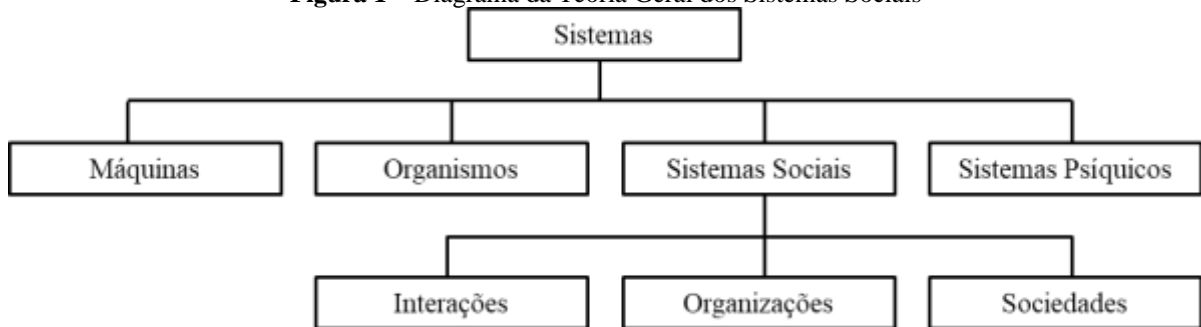 Figura 1 – Diagrama da Teoria Geral dos Sistemas Sociais
Sistemas
Máquinas
Organismos
Sistemas Sociais
Sistemas Psíquicos
Interações
Organizações
Sociedades